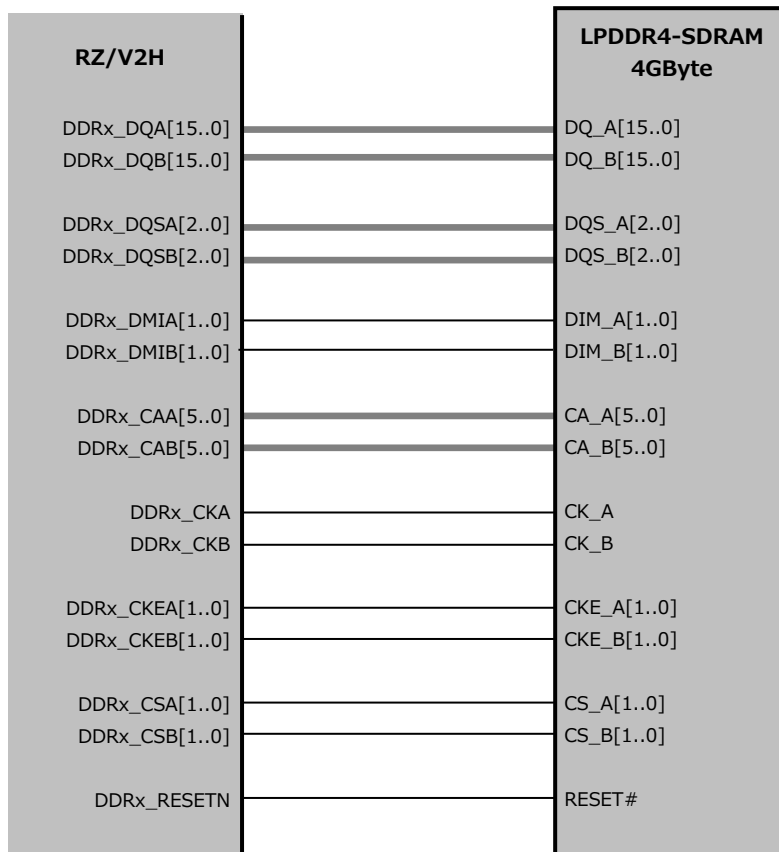 RZ/V2H
LPDDR4-SDRAM
4GByte
DDRx_DQA[15..0]
DQ_A[15..0]
DDRx_DQB[15..0]
DQ_B[15..0]
DDRx_DQSA[2..0]
DQS_A[2..0]
DDRx_DQSB[2..0]
DQS_B[2..0]
DDRx_DMIA[1..0]
DIM_A[1..0]
DDRx_DMIB[1..0]
DIM_B[1..0]
DDRx_CAA[5..0]
CA_A[5..0]
DDRx_CAB[5..0]
CA_B[5..0]
DDRx_CKA
CK_A
DDRx_CKB
CK_B
DDRx_CKEA[1..0]
CKE_A[1..0]
DDRx_CKEB[1..0]
CKE_B[1..0]
DDRx_CSA[1..0]
CS_A[1..0]
DDRx_CSB[1..0]
CS_B[1..0]
DDRx_RESETN
RESET#